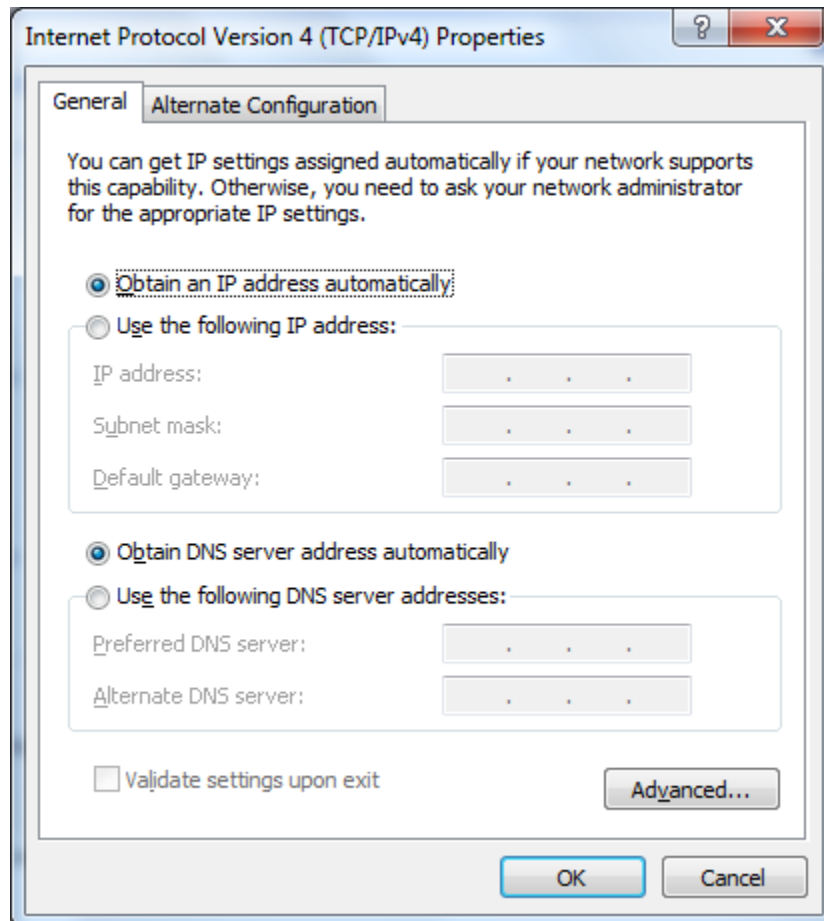 Internet Protocol Version 4 (TCP/IPv4) Properties
General
Alternate Configuration
You can get IP settings assigned automatically if your network supports
this capability. Otherwise, you need to ask your network administrator
for the appropriate IP settings.
Obtain an IP address automatically
Use the following IP address:
IP address:
Subnet mask:
Default gateway:
Obtain DNS server address automatically
Use the following DNS server addresses:
Preferred DNS server:
Alternate DNS server:
Validate settings upon exit
Advanced...
OK
Cancel